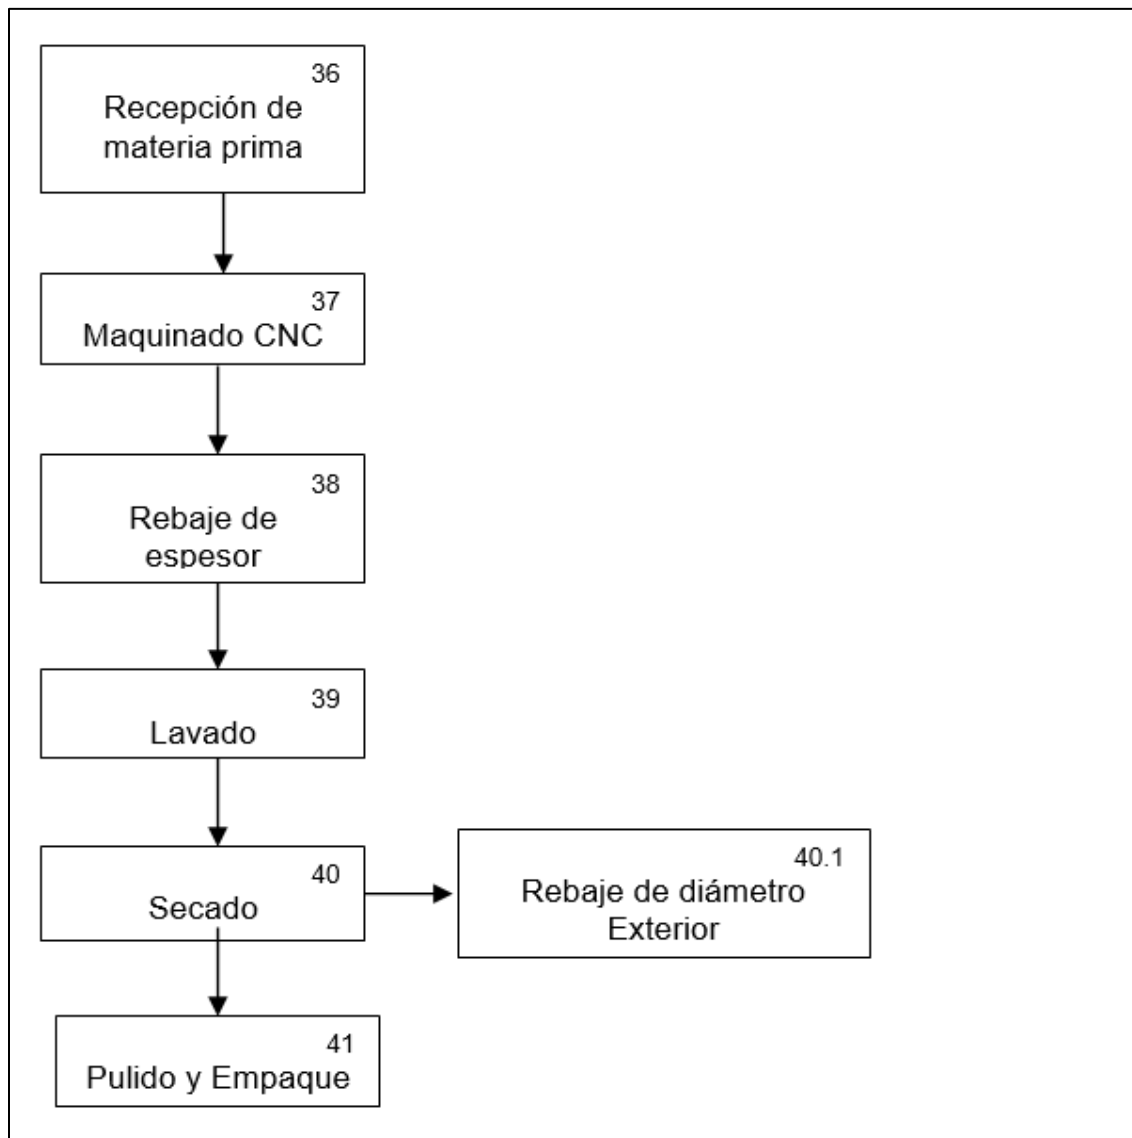 36
Recepción de
materia prima
37
Maquinado CNC
38
Rebaje de
espesor
39
Lavado
40
Secado
40.1
Rebaje de diámetro
Exterior
41
Pulido y Empaque